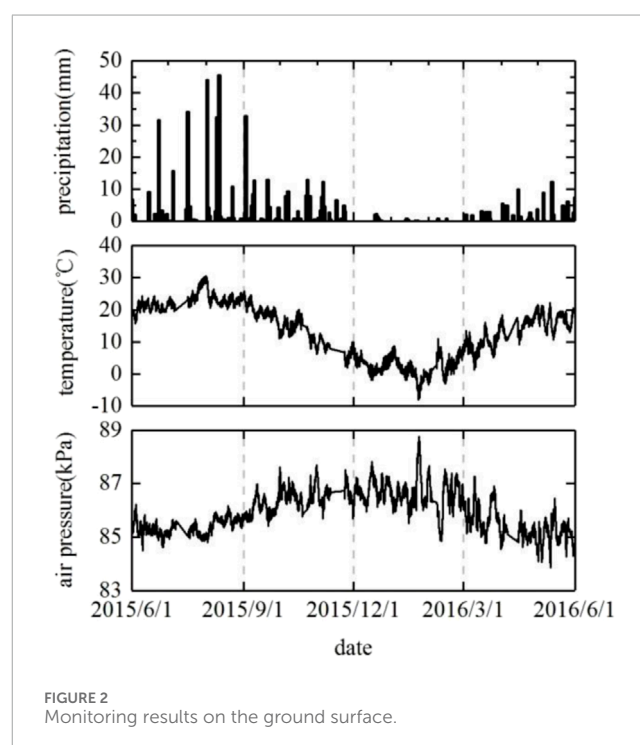 50
40
30
20
10
0
precipitation(mm)
40
30
20
10
0
-10
temperature(℃)
89
87
85
83
air pressure(kPa)
2015/6/1 2015/9/1 2015/12/1 2016/3/1 2016/6/1
date
FIGURE 2
Monitoring results on the ground surface.